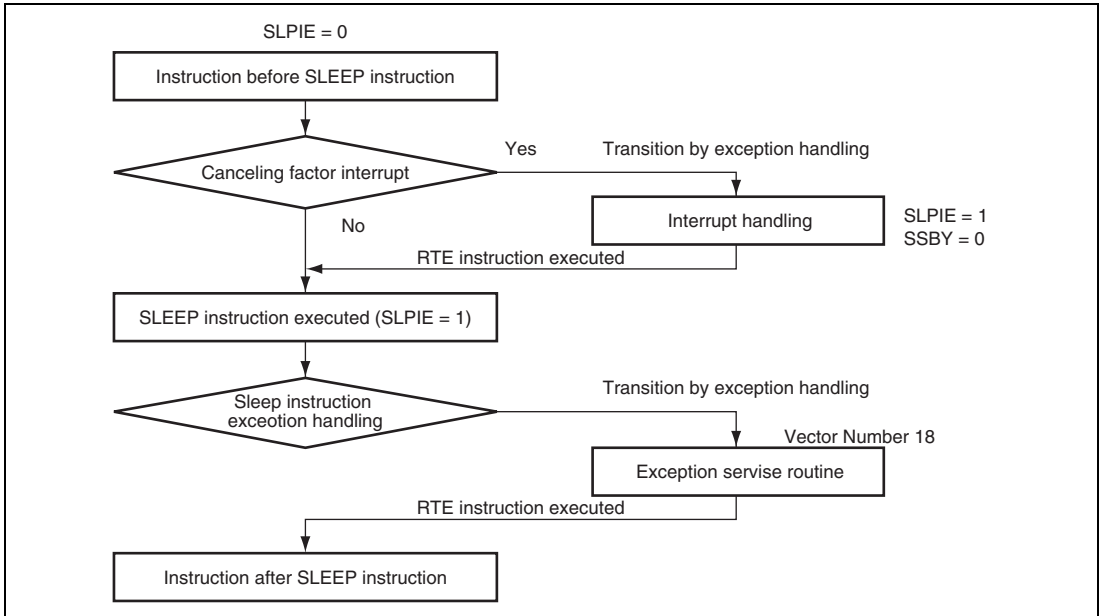 SLPIE = 0
Instruction before SLEEP instruction
Canceling factor interrupt
Yes
Transition by exception handling
No
Interrupt handling
SLPIE = 1
SSBY = 0
RTE instruction executed
SLEEP instruction executed (SLPIE = 1)
Sleep instruction
exceotion handling
Transition by exception handling
Vector Number 18
Exception servise routine
RTE instruction executed
Instruction after SLEEP instruction